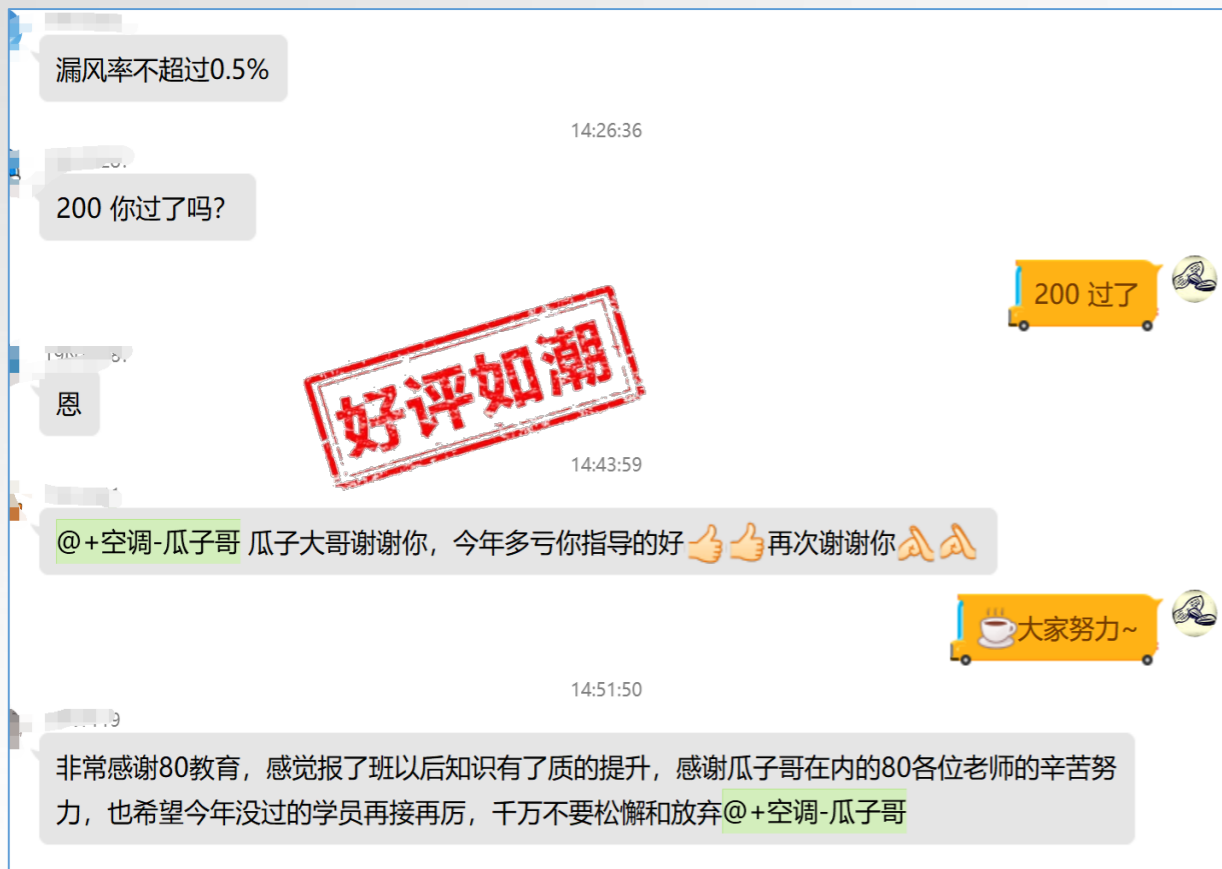 漏风率不超过0.5%
14:26:36
200 你过了吗?
200 过了
好评如潮
恩
14:43:59
@+空调-瓜子哥 瓜子大哥谢谢你，今年多亏你指导的好👍👍再次谢谢你🙏🙏
☕大家努力~
14:51:50
非常感谢80教育，感觉报了班以后知识有了质的提升，感谢瓜子哥在内的80各位老师的辛苦努
力，也希望今年没过的学员再接再厉，千万不要松懈和放弃@+空调-瓜子哥